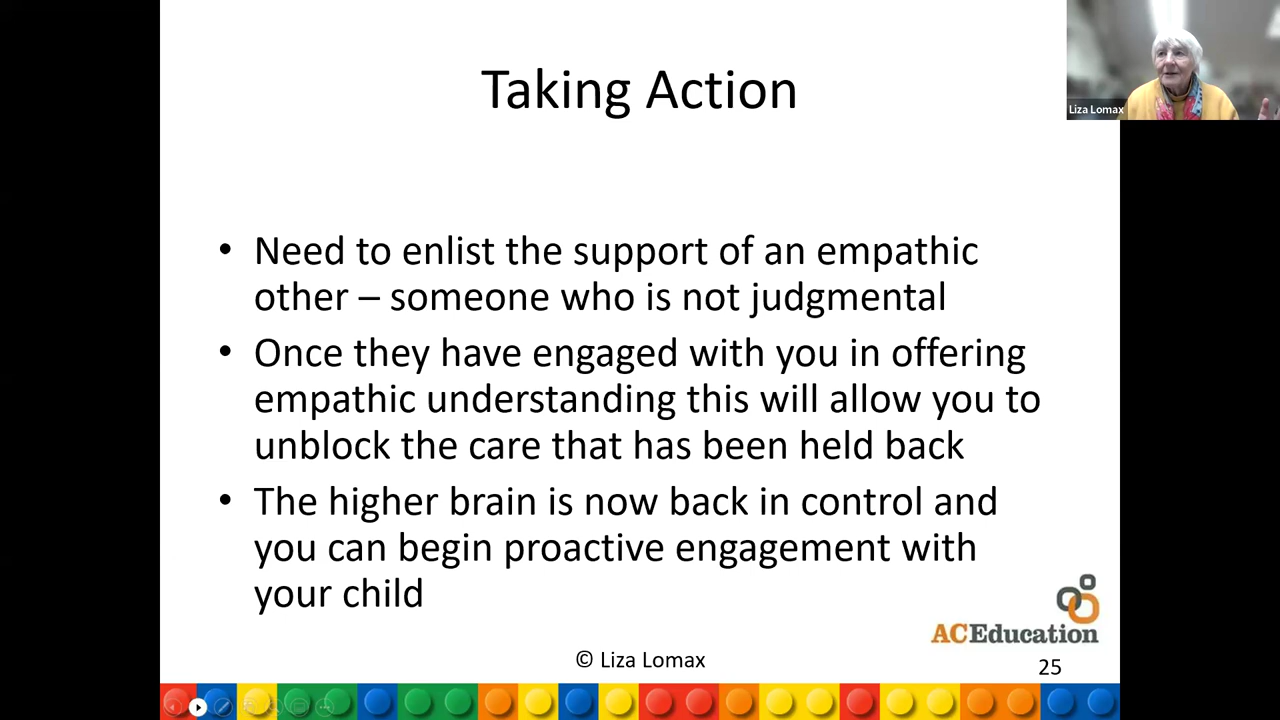 Taking Action
Liza Lomax
• Need to enlist the support of an empathic
other – someone who is not judgmental
• Once they have engaged with you in offering
empathic understanding this will allow you to
unblock the care that has been held back
• The higher brain is now back in control and
you can begin proactive engagement with
your child
ACEducation
© Liza Lomax
25